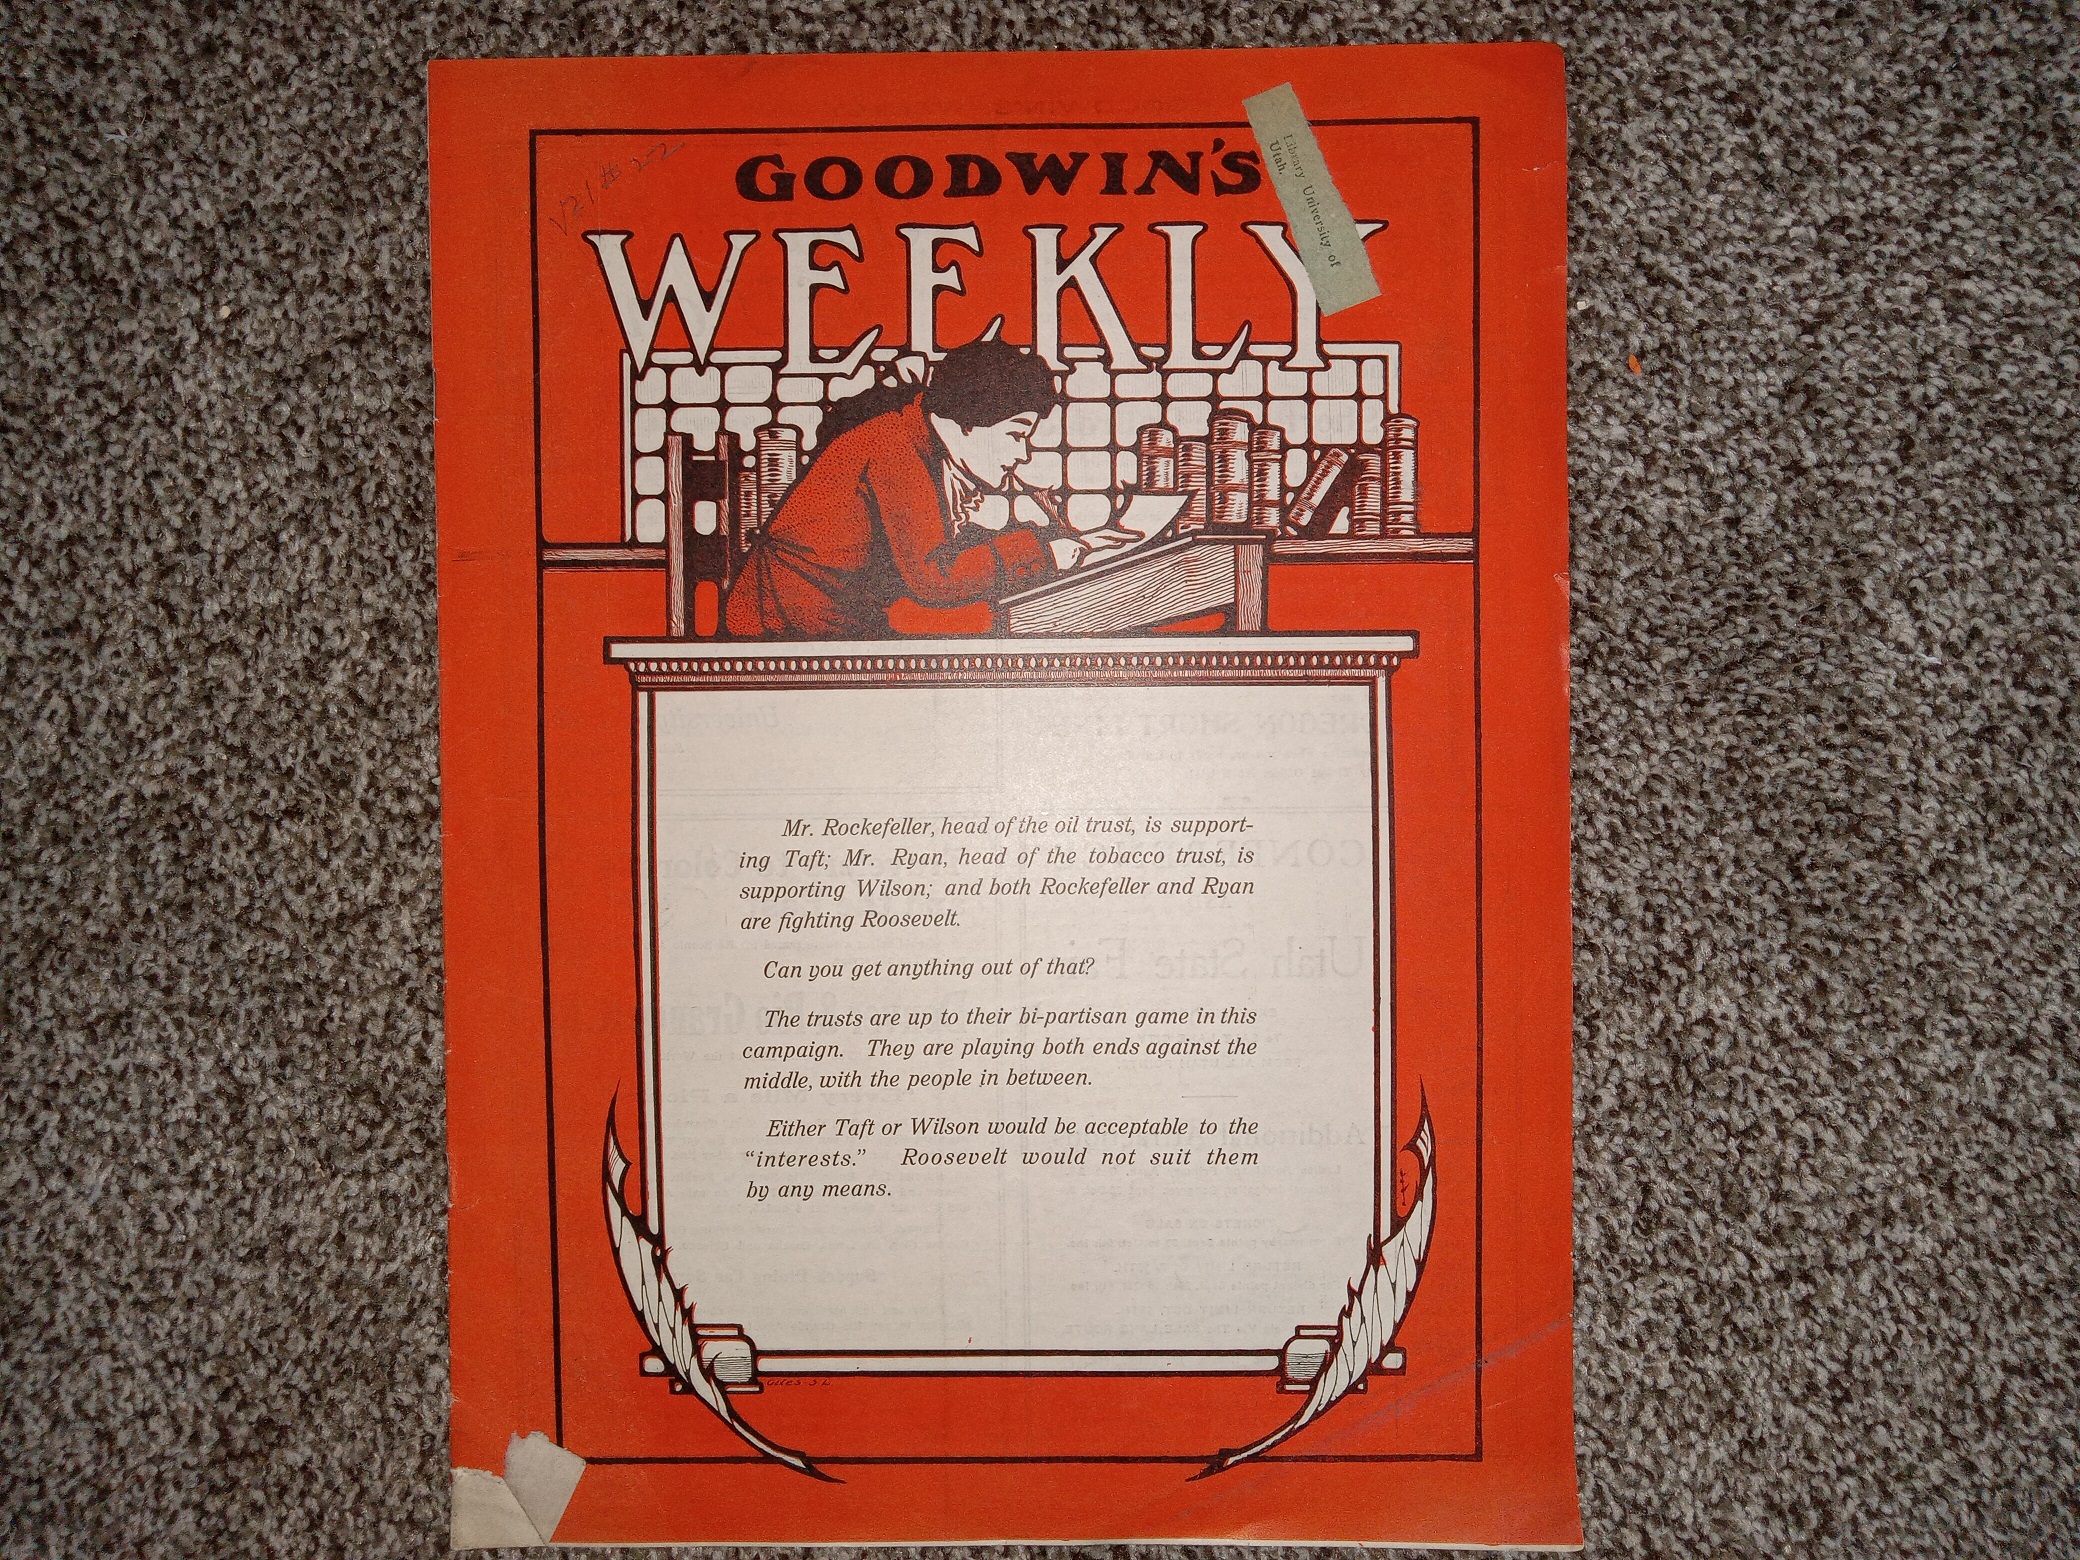 V21 # 22
GOODWIN'S
Library University of
Utah.
WEEKLY
Mr. Rockefeller, head of the oil trust, is support-
ing Taft; Mr. Ryan, head of the tobacco trust, is
supporting Wilson; and both Rockefeller and Ryan
are fighting Roosevelt.
Can you get anything out of that?
The trusts are up to their bi-partisan game in this
campaign. They are playing both ends against the
middle, with the people in between.
Either Taft or Wilson would be acceptable to the
“interests.” Roosevelt would not suit them
by any means.